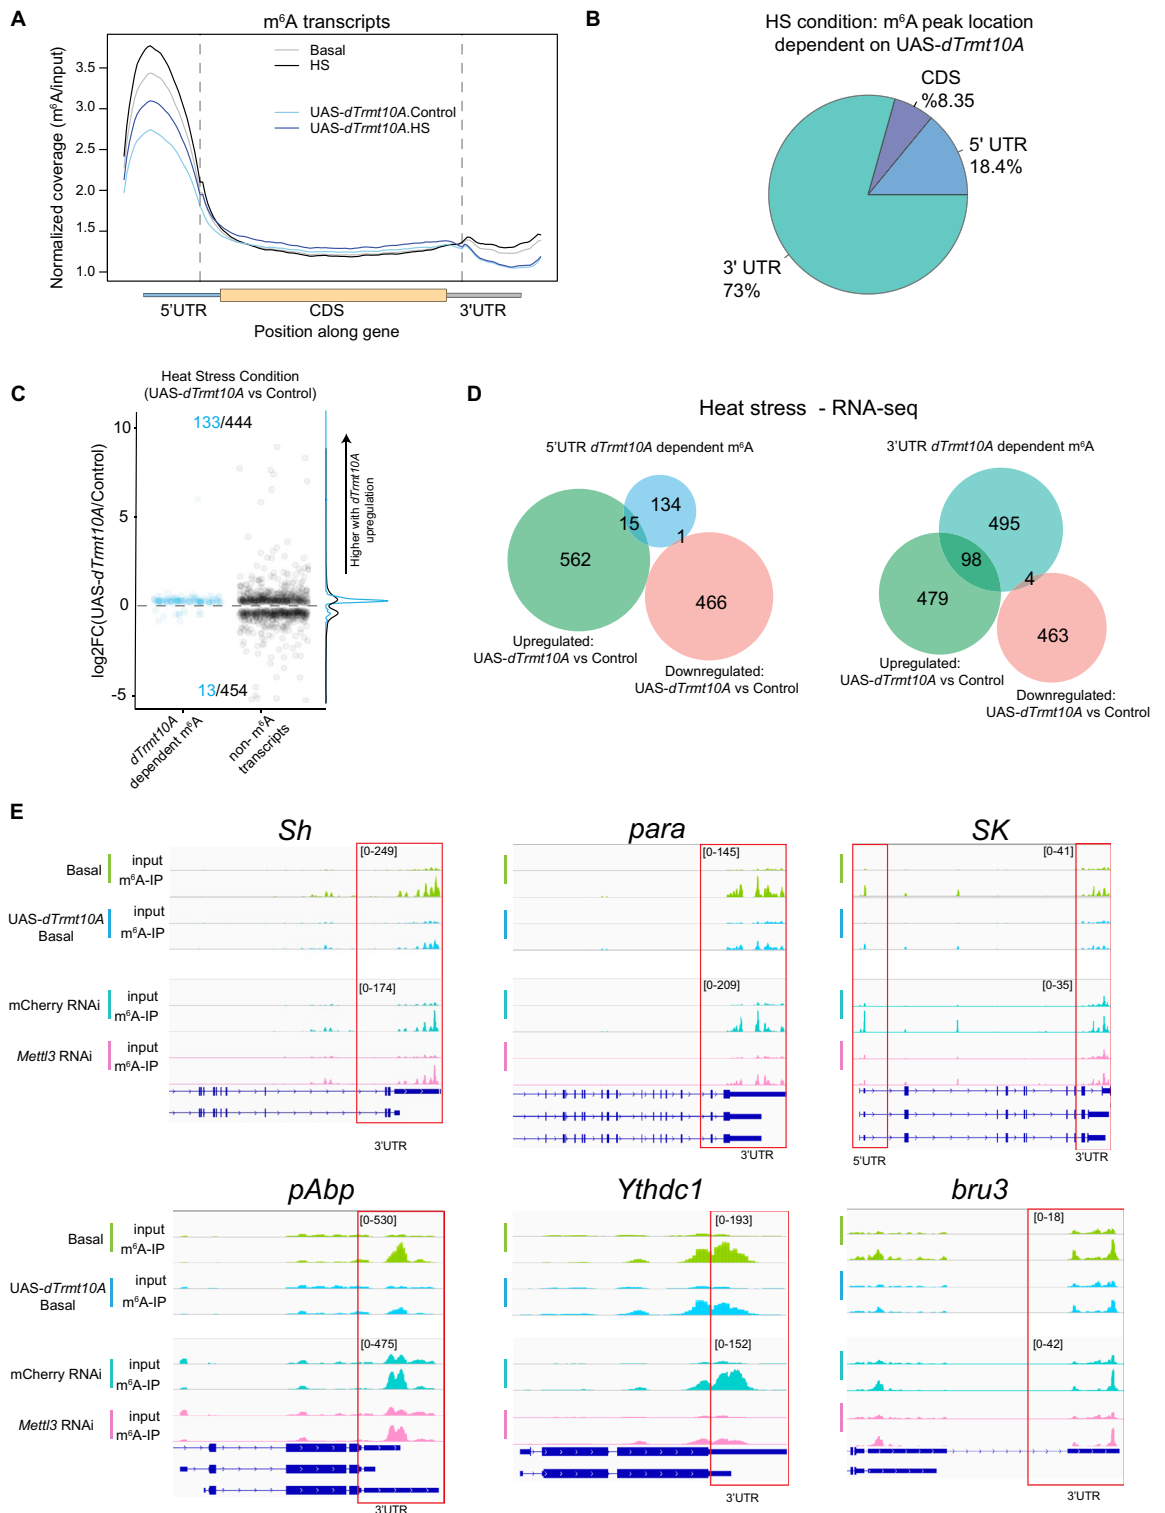 A
m⁶A transcripts
Normalized coverage (m⁶A/input)
3.5
3.0
2.5
2.0
1.5
1.0
Basal
HS
UAS-dTrmt10A.Control
UAS-dTrmt10A.HS
5'UTR
CDS
3'UTR
Position along gene
B
HS condition: m⁶A peak location
dependent on UAS-dTrmt10A
CDS
%8.35
5' UTR
18.4%
3' UTR
73%
C
Heat Stress Condition
(UAS-dTrmt10A vs Control)
log2FC(UAS-dTrmt10A/Control)
10
5
0
-5
133/444
13/454
Higher with dTrmt10A
upregulation
dTrmt10A
dependent m⁶A
non- m⁶A
transcripts
D
Heat stress - RNA-seq
5'UTR dTrmt10A dependent m⁶A
134
15
1
562
466
Upregulated:
UAS-dTrmt10A vs Control
Downregulated:
UAS-dTrmt10A vs Control
3'UTR dTrmt10A dependent m⁶A
495
98
4
479
463
Upregulated:
UAS-dTrmt10A vs Control
Downregulated:
UAS-dTrmt10A vs Control
E
Sh
para
SK
Basal
input
m⁶A-IP
UAS-dTrmt10A
Basal
input
m⁶A-IP
mCherry RNAi
input
m⁶A-IP
Mettl3 RNAi
input
m⁶A-IP
[0-249]
[0-174]
3'UTR
[0-145]
[0-209]
3'UTR
[0-41]
[0-35]
5'UTR
3'UTR
pAbp
Ythdc1
bru3
Basal
input
m⁶A-IP
UAS-dTrmt10A
Basal
input
m⁶A-IP
mCherry RNAi
input
m⁶A-IP
Mettl3 RNAi
input
m⁶A-IP
[0-530]
[0-475]
3'UTR
[0-193]
[0-152]
3'UTR
[0-18]
[0-42]
3'UTR